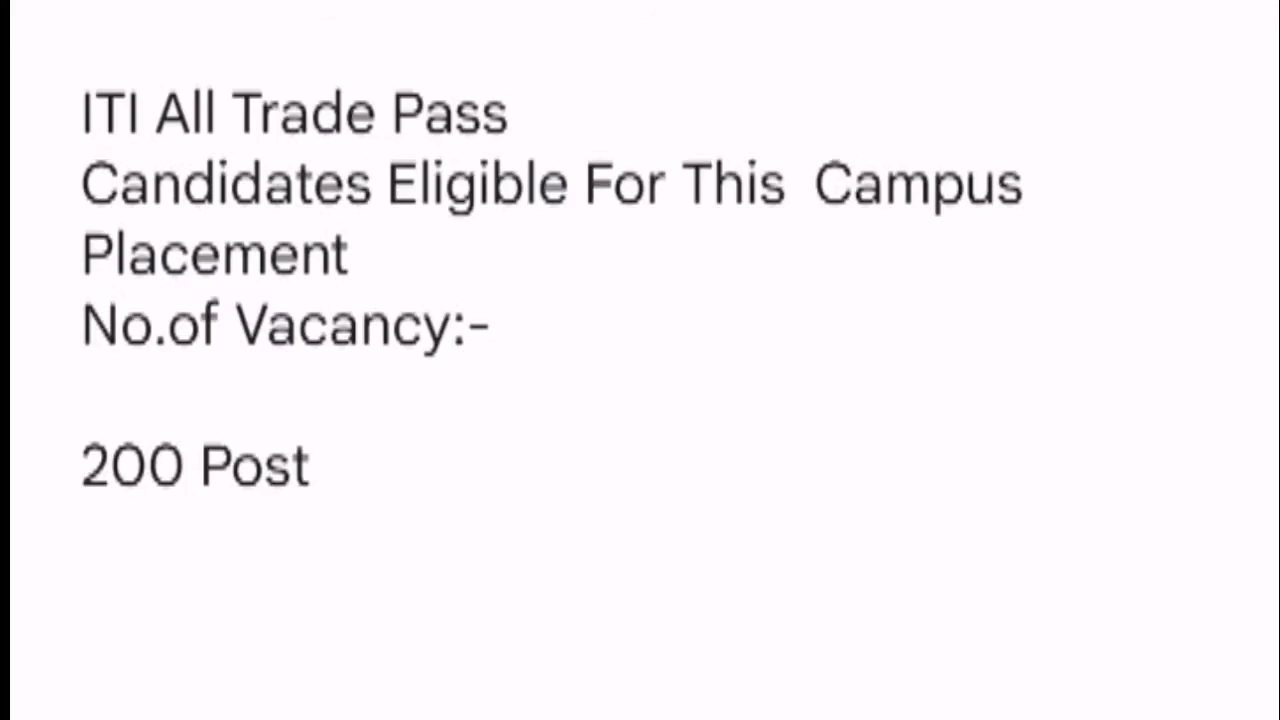 ITI All Trade Pass
Candidates Eligible For This  Campus
Placement
No.of Vacancy:-
200 Post